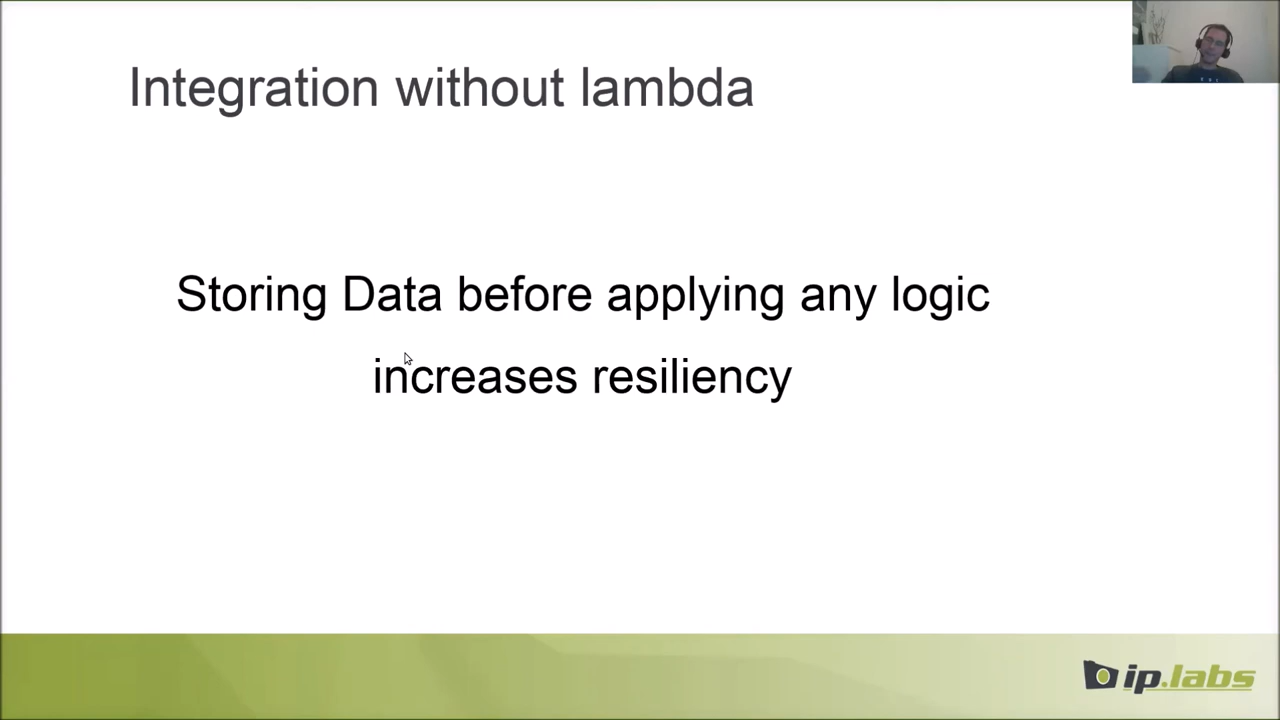 Integration without lambda
Storing Data before applying any logic
increases resiliency
ip.labs